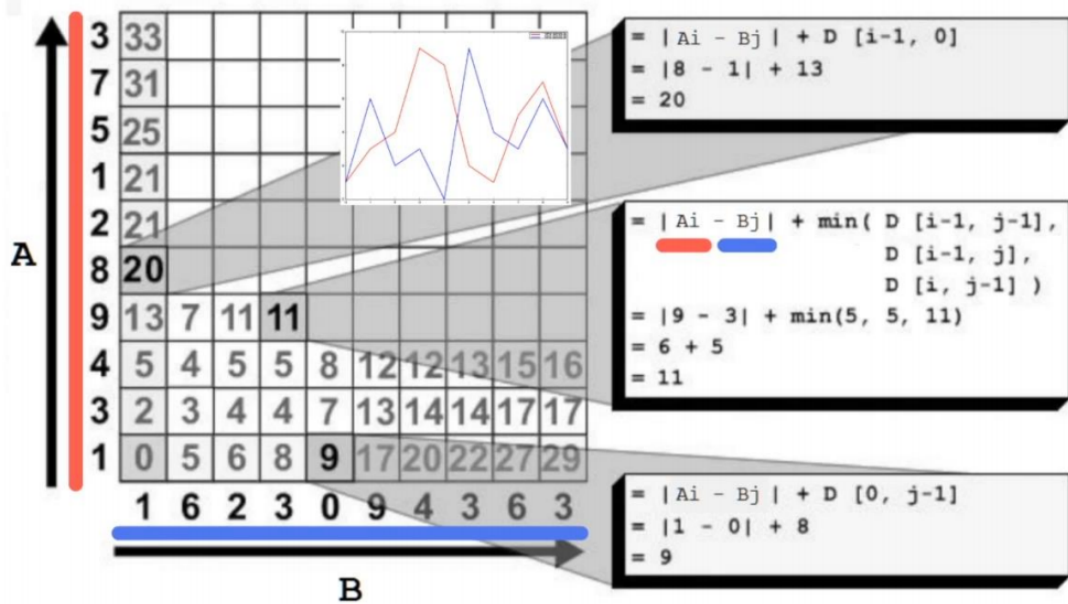 3 33
7 31
5 25
1 21
2 21
A
8 20
9 13 7 11 11
4 5 4 5 5 8 12 12 13 15 16
3 2 3 4 4 7 13 14 14 17 17
1 0 5 6 8 9 17 20 22 27 29
1 6 2 3 0 9 4 3 6 3
B
= | Ai - Bj | + D [i-1, 0]
= |8 - 1| + 13
= 20
= | Ai - Bj | + min( D [i-1, j-1],
D [i-1, j],
D [i, j-1] )
= |9 - 3| + min(5, 5, 11)
= 6 + 5
= 11
= | Ai - Bj | + D [0, j-1]
= |1 - 0| + 8
= 9